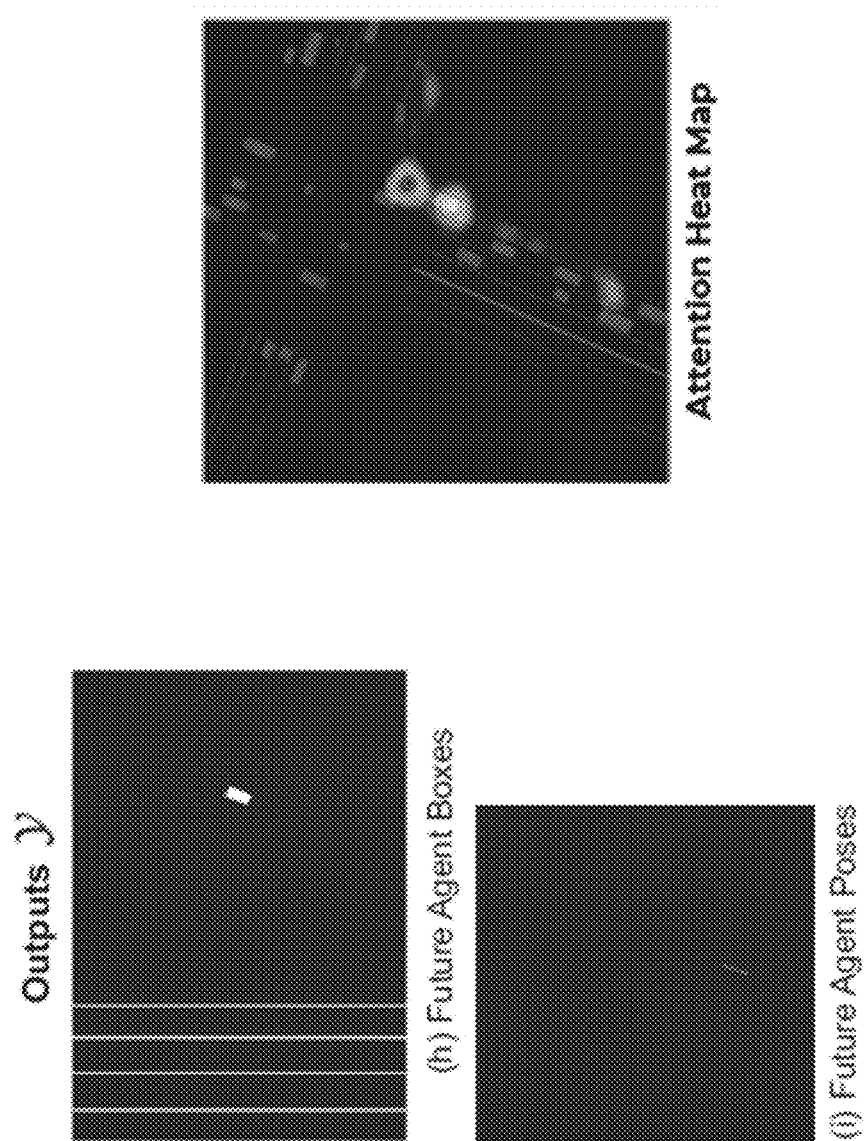 Outputs 𝒴
(h) Future Agent Boxes
(i) Future Agent Poses
Attention Heat Map